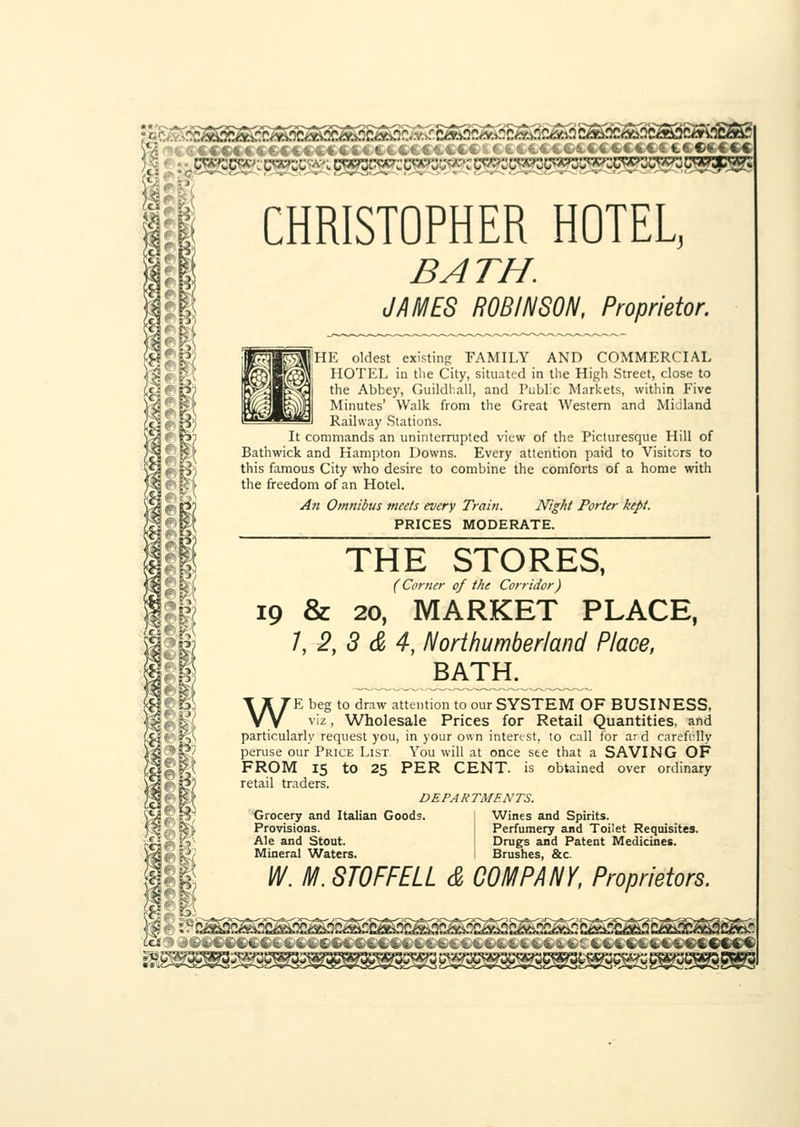 CHRISTOPHER HOTEL,
BATH.
JAMES ROBINSON, Proprietor.
THE oldest existing FAMILY AND COMMERCIAL
HOTEL in the City, situated in the High Street, close to
the Abbey, Guildhall, and Public Markets, within Five
Minutes' Walk from the Great Western and Midland
Railway Stations.
It commands an uninterrupted view of the Picturesque Hill of
Bathwick and Hampton Downs. Every attention paid to Visitors to
this famous City who desire to combine the comforts of a home with
the freedom of an Hotel.
An Omnibus meets every Train. Night Porter kept.
PRICES MODERATE.
THE STORES,
(Corner of the Corridor)
19 & 20, MARKET PLACE,
1, 2, 3 & 4, Northumberland Place,
BATH.
WE beg to draw attention to our SYSTEM OF BUSINESS,
viz, Wholesale Prices for Retail Quantities, and
particularly request you, in your own interest, to call for and carefully
peruse our PRICE LIST You will at once see that a SAVING OF
FROM 15 to 25 PER CENT. is obtained over ordinary
retail traders.
DEPARTMENTS.
Grocery and Italian Goods.
Provisions.
Ale and Stout.
Mineral Waters.
Wines and Spirits.
Perfumery and Toilet Requisites.
Drugs and Patent Medicines.
Brushes, &c.
W. M. STOFFELL & COMPANY, Proprietors.